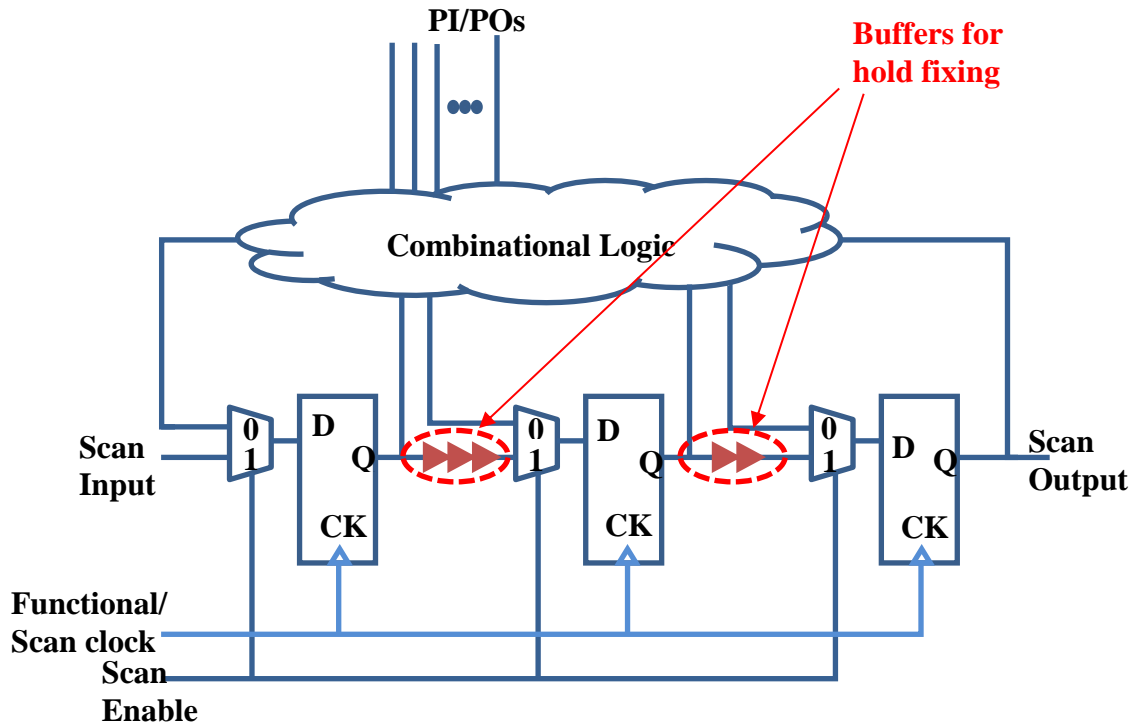 PI/POs
Buffers for
hold fixing
Combinational Logic
0
1
D
Q
CK
0
1
D
Q
CK
0
1
D
Q
CK
Scan
Input
Scan
Output
Functional/
Scan clock
Scan
Enable